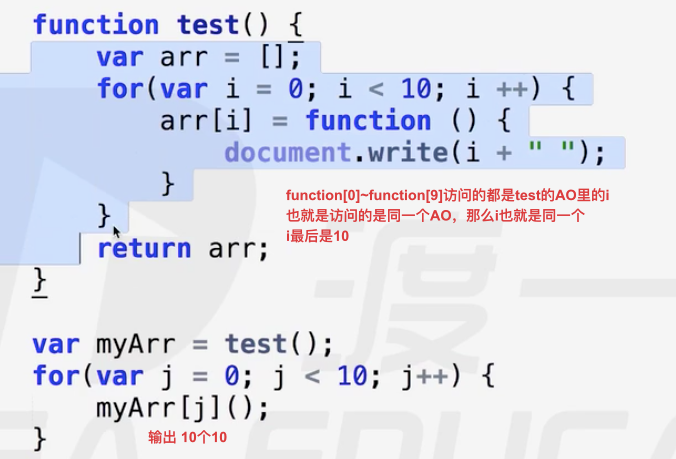 function test() {
    var arr = [];
    for(var i = 0; i < 10; i ++) {
        arr[i] = function () {
            document.write(i + " ");
        }
function[0]~function[9]访问的都是test的AO里的i
也就是访问的是同一个AO，那么i也就是同一个
    }
i最后是10
    return arr;
}
渡一
var myArr = test();
for(var j = 0; j < 10; j++) {
    myArr[j]();
}
输出 10个10
EDUCA